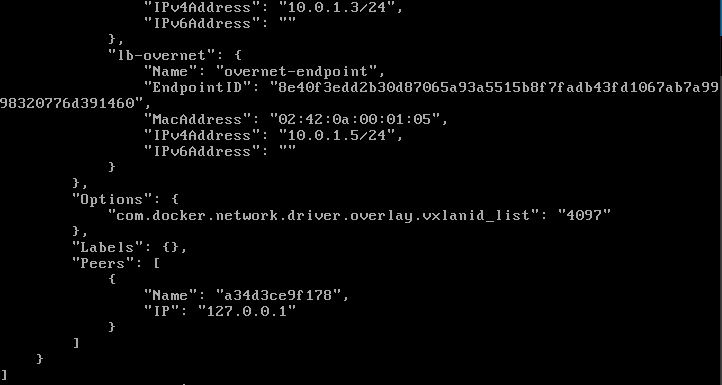 "IPv4Address": "10.0.1.3/24",
"IPv6Address": ""
},
"lb-overnet": {
"Name": "overnet-endpoint",
"EndpointID": "8e40f3edd2b30d87065a93a5515b8f7fadb43fd1067ab7a99
98320776d391460",
"MacAddress": "02:42:0a:00:01:05",
"IPv4Address": "10.0.1.5/24",
"IPv6Address": ""
}
},
"Options": {
"com.docker.network.driver.overlay.vxlanid_list": "4097"
},
"Labels": {},
"Peers": [
{
"Name": "a34d3ce9f178",
"IP": "127.0.0.1"
}
]
}
]